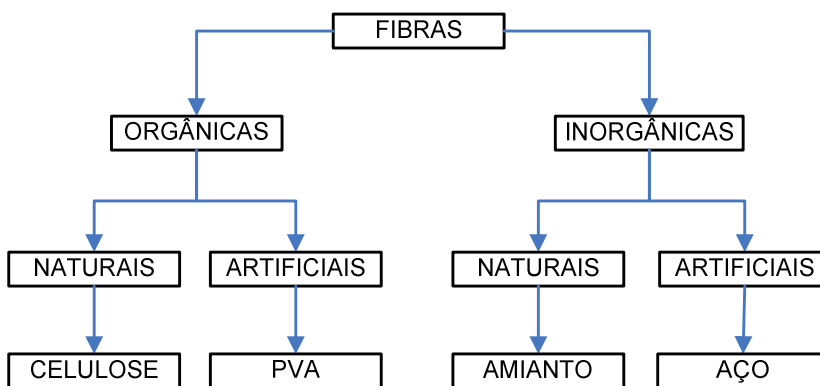 FIBRAS
ORGÂNICAS
INORGÂNICAS
NATURAIS
ARTIFICIAIS
NATURAIS
ARTIFICIAIS
CELULOSE
PVA
AMIANTO
AÇO